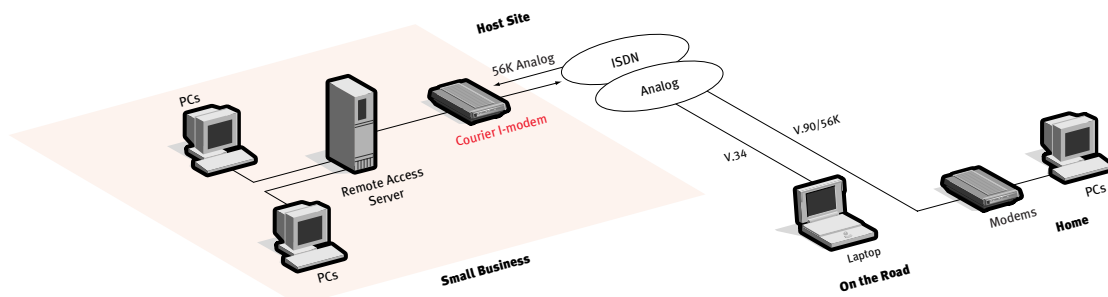 Host Site
56K Analog
ISDN
Analog
PCs
Courier I-modem
Remote Access
Server
V.90/56K
V.34
PCs
Modems
Home
Laptop
On the Road
PCs
Small Business